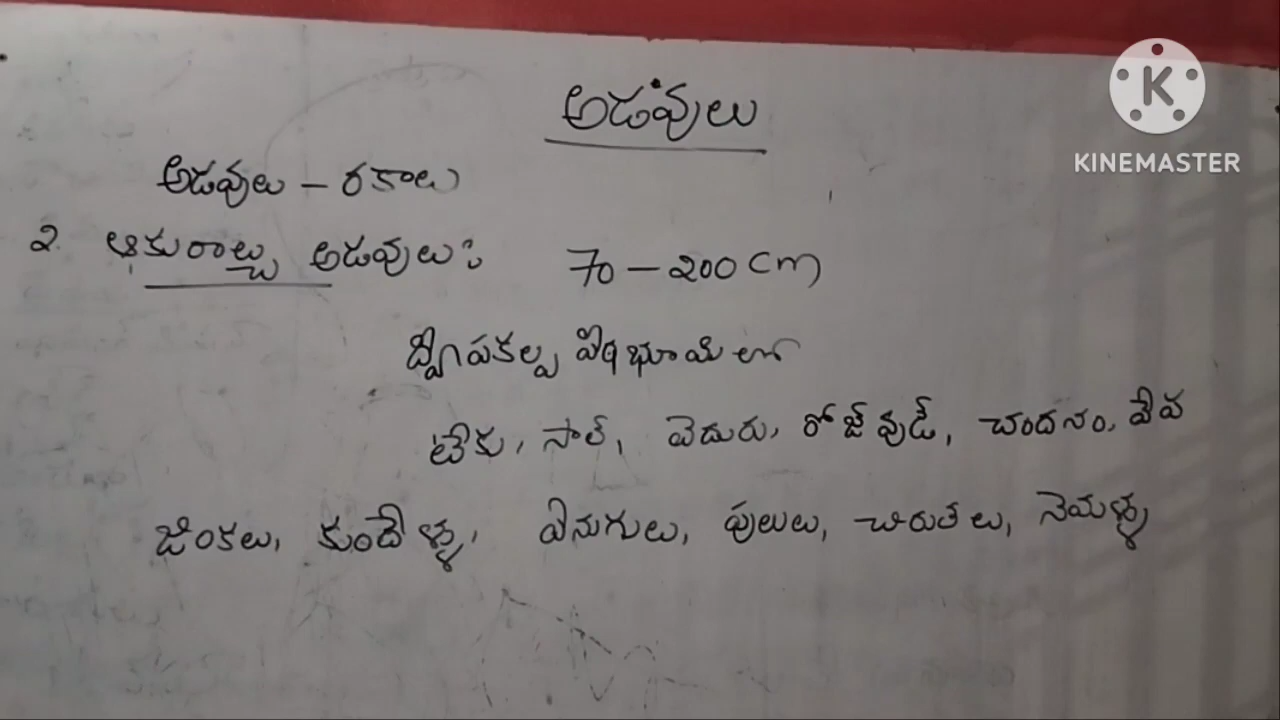 అడవులు
K
KINEMASTER
అడవులు – రకాలు
2. ఆకురాల్చు అడవులు : 70 – 200 cm
ద్వీపకల్ప పీఠభూమిలో
టేకు, సాల్, వెదురు, రోజ్‌వుడ్, చందనం, వేప
జింకలు, కుందేళ్ళు, ఏనుగులు, పులులు, చిరుతలు, నెమళ్ళు